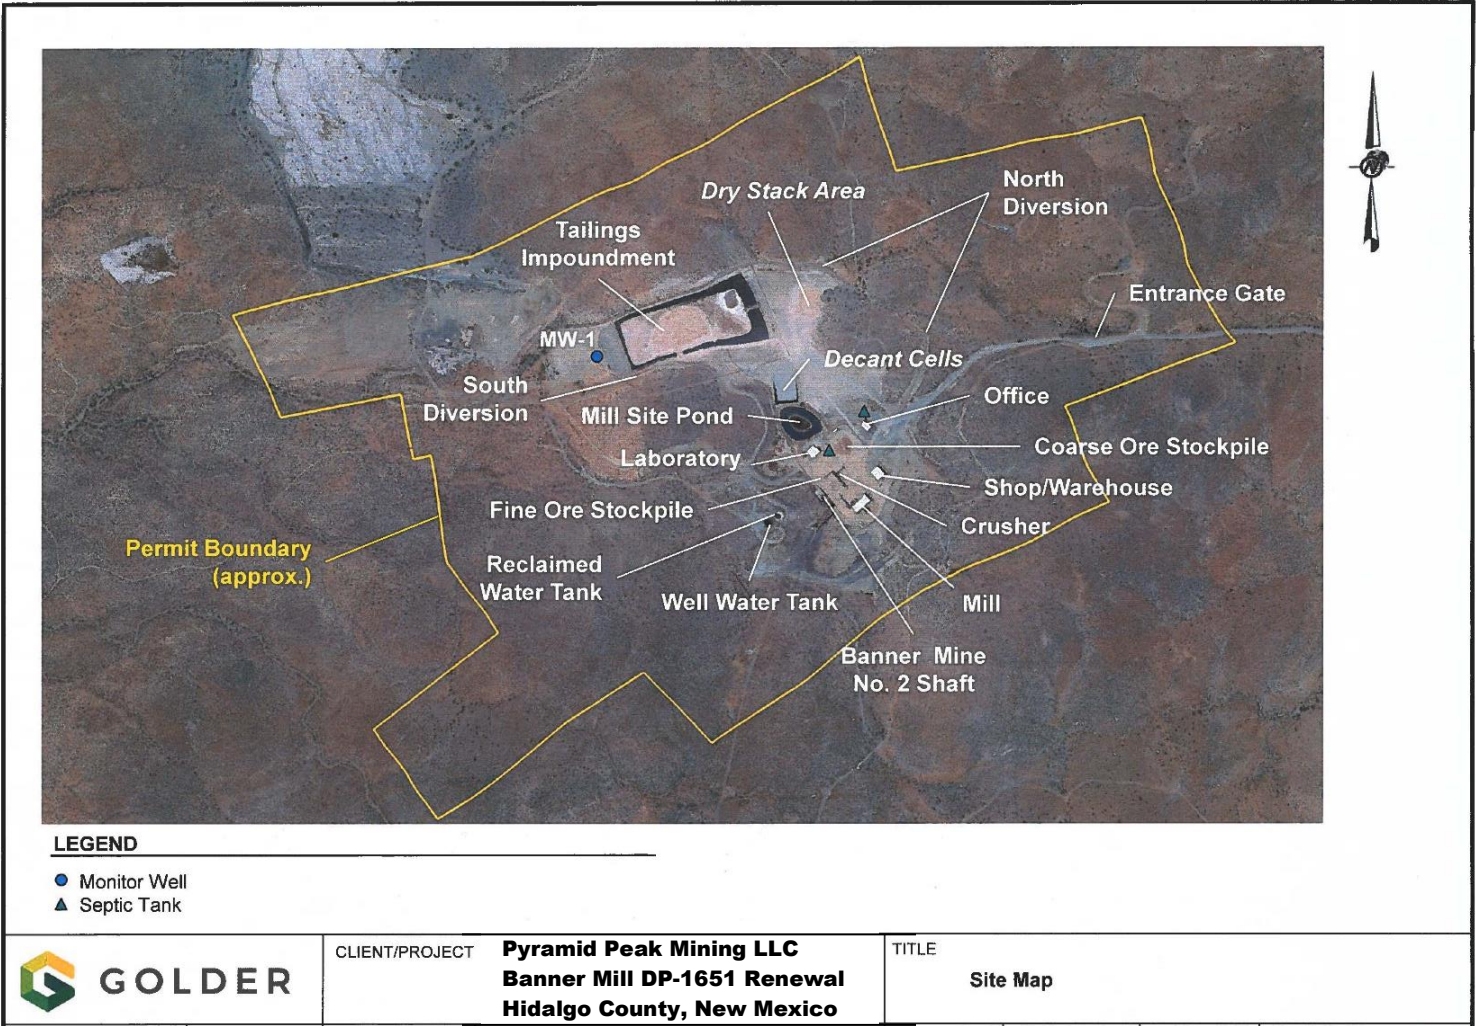 Dry Stack Area
North
Diversion
Tailings
Impoundment
Entrance Gate
MW-1
Decant Cells
South
Diversion
Office
Mill Site Pond
Coarse Ore Stockpile
Laboratory
Shop/Warehouse
Fine Ore Stockpile
Crusher
Permit Boundary
(approx.)
Reclaimed
Water Tank
Well Water Tank
Mill
Banner Mine
No. 2 Shaft
N
LEGEND
Monitor Well
Septic Tank
GOLDER
CLIENT/PROJECT
Pyramid Peak Mining LLC
Banner Mill DP-1651 Renewal
Hidalgo County, New Mexico
TITLE
Site Map